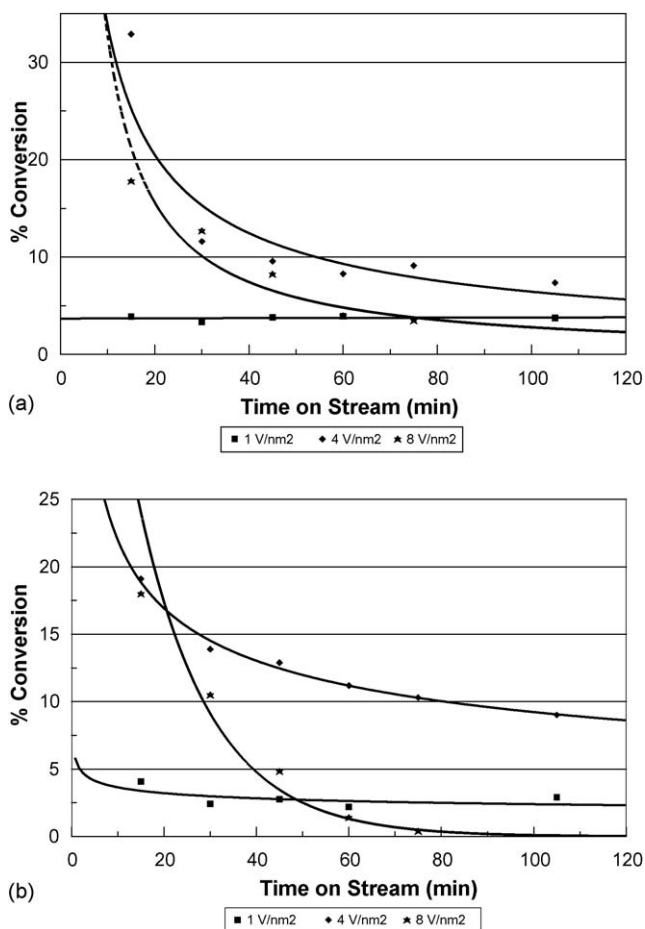 30
20
10
0
% Conversion
0 20 40 60 80 100 120
(a)
Time on Stream (min)
1 V/nm2 4 V/nm2 8 V/nm2
25
20
15
10
5
0
% Conversion
0 20 40 60 80 100 120
Time on Stream (min)
(b)
1 V/nm2 4 V/nm2 8 V/nm2